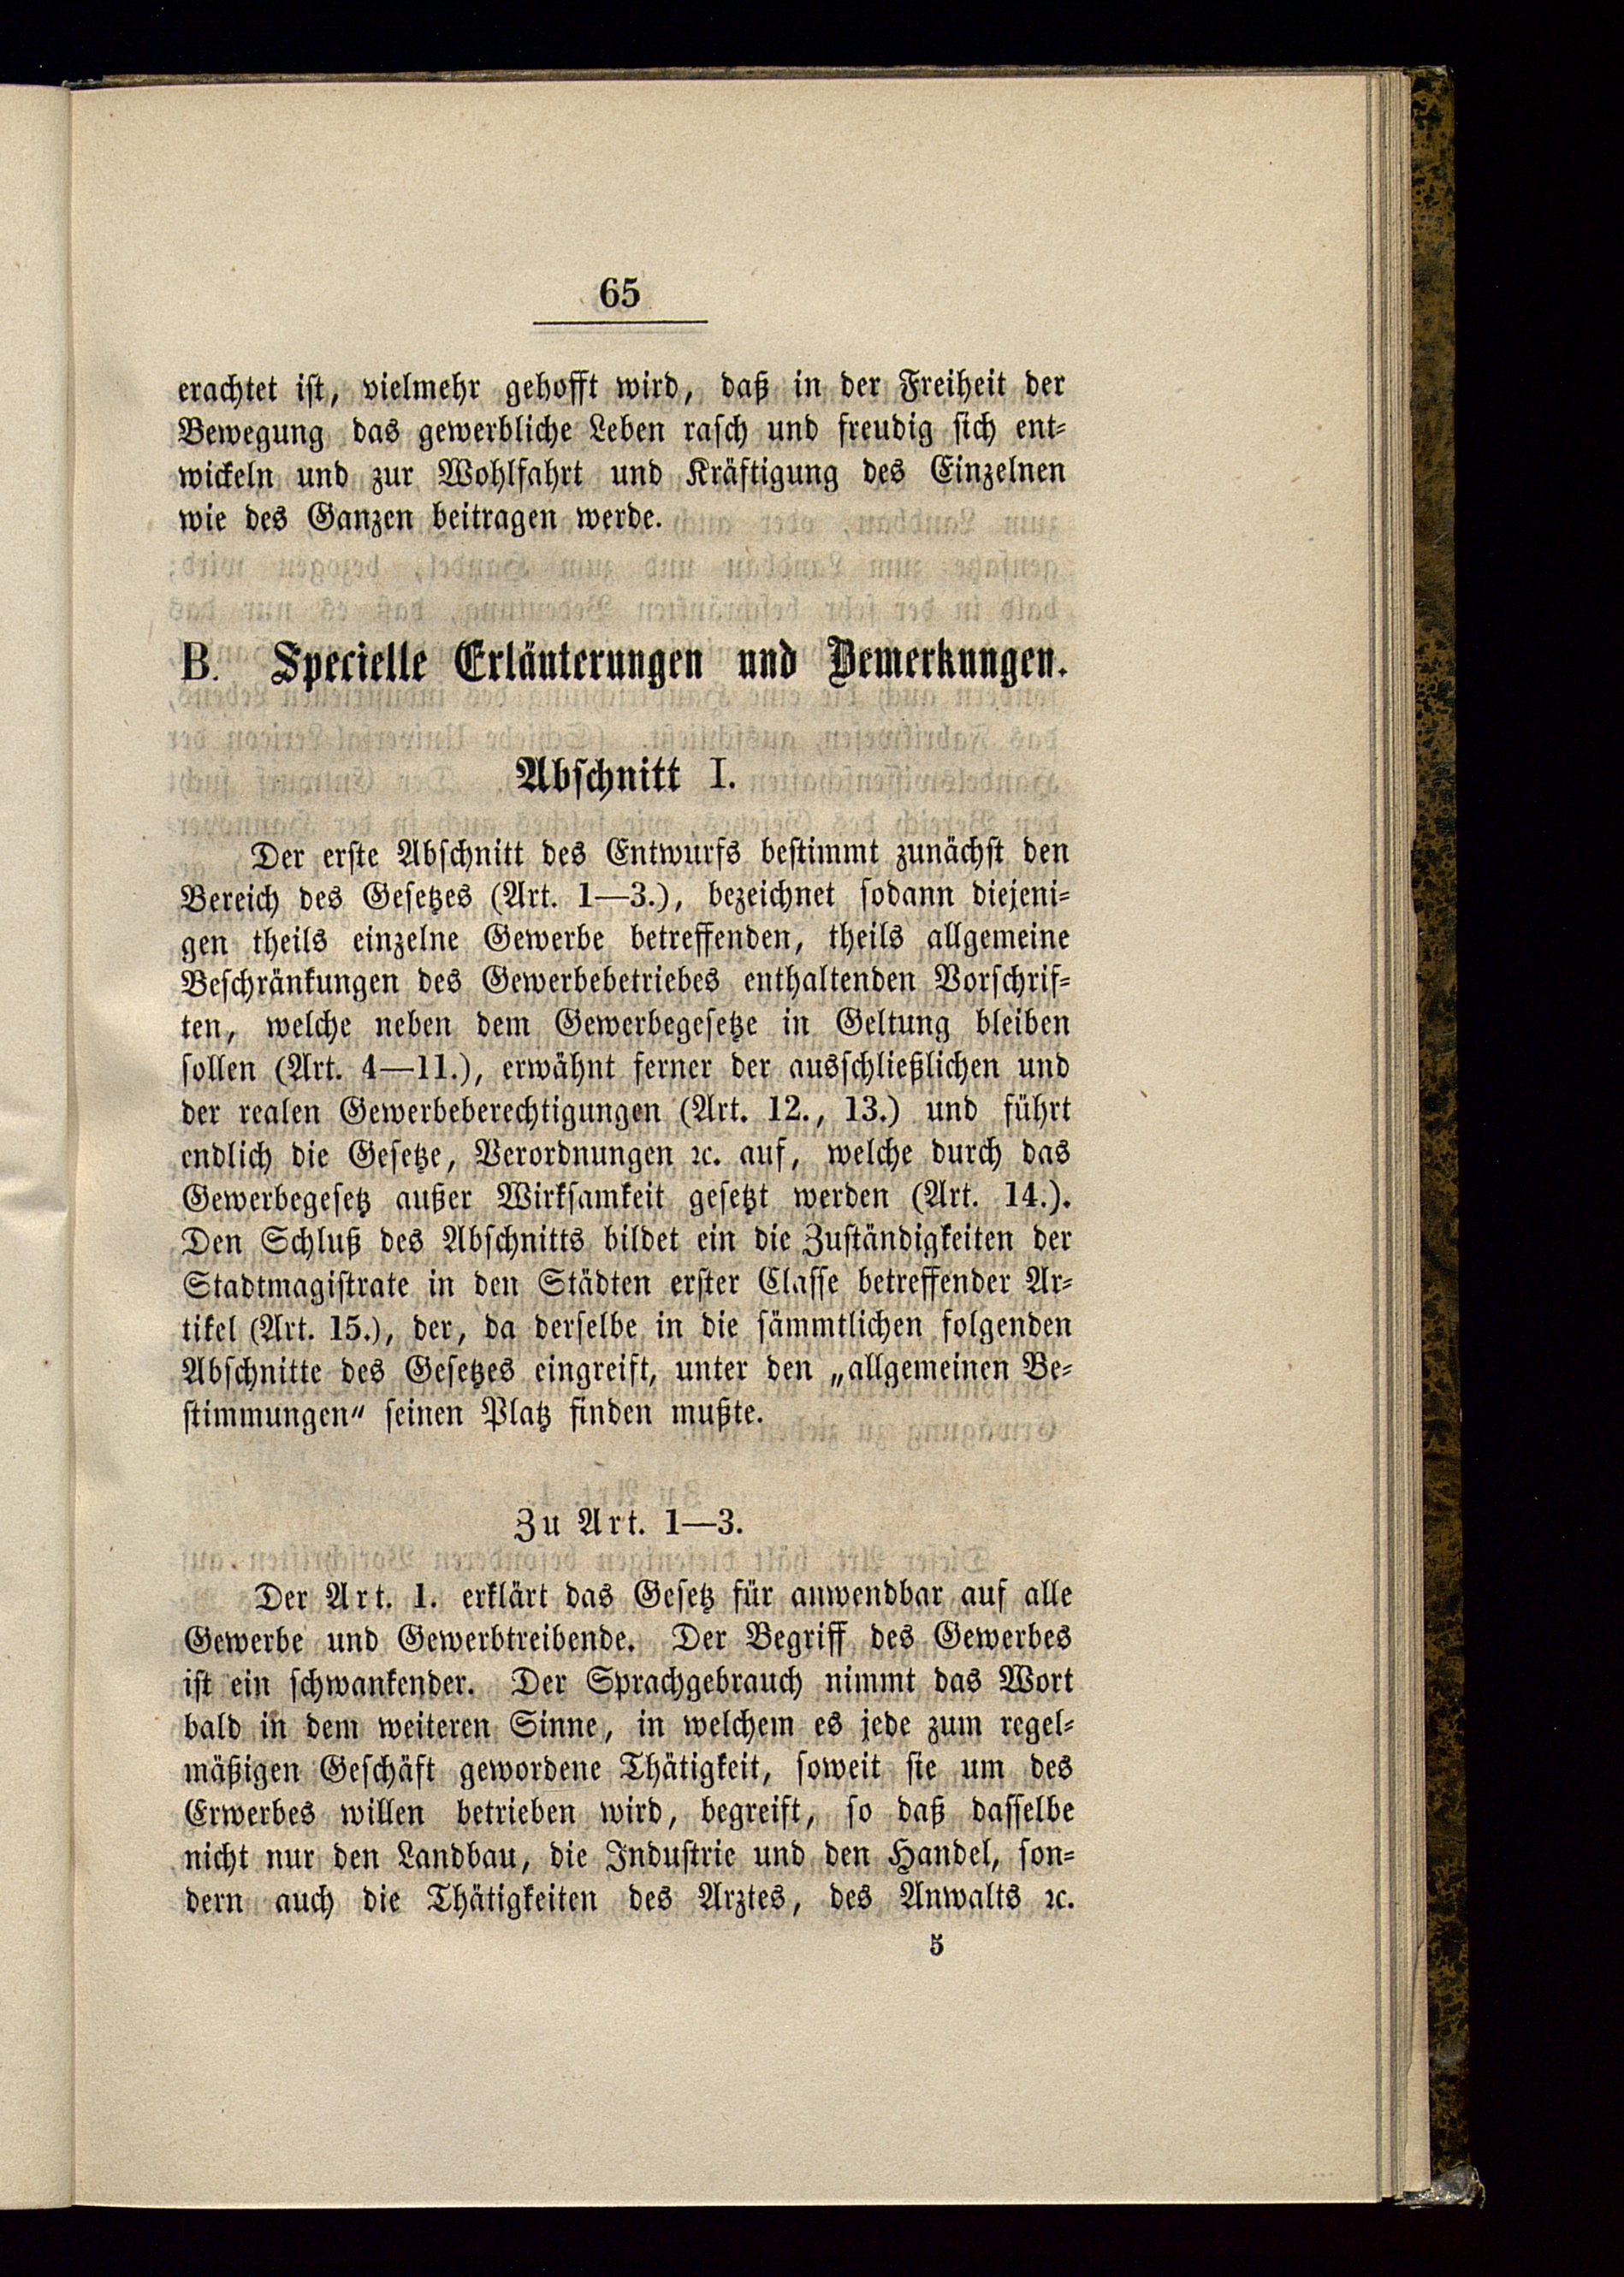 65
erachtet ist, vielmehr gehofft wird, daß in der Freiheit der
Bewegung das gewerbliche Leben rasch und freudig sich ent-
wickeln und zur Wohlfahrt und Kräftigung des Einzelnen
wie des Ganzen beitragen werde.
B. Specielle Erläuterungen und Bemerkungen.
Abschnitt I.
Der erste Abschnitt des Entwurfs bestimmt zunächst den
Bereich des Gesetzes (Art. 1—3.), bezeichnet sodann diejeni-
gen theils einzelne Gewerbe betreffenden, theils allgemeine
Beschränkungen des Gewerbebetriebes enthaltenden Vorschrif-
ten, welche neben dem Gewerbegesetze in Geltung bleiben
sollen (Art. 4—11.), erwähnt ferner der ausschließlichen und
der realen Gewerbeberechtigungen (Art. 12., 13.) und führt
endlich die Gesetze, Verordnungen ꝛc. auf, welche durch das
Gewerbegesetz außer Wirksamkeit gesetzt werden (Art. 14.).
Den Schluß des Abschnitts bildet ein die Zuständigkeiten der
Stadtmagistrate in den Städten erster Classe betreffender Ar-
tikel (Art. 15.), der, da derselbe in die sämmtlichen folgenden
Abschnitte des Gesetzes eingreift, unter den „allgemeinen Be-
stimmungen" seinen Platz finden mußte.
Zu Art. 1—3.
Der Art. 1. erklärt das Gesetz für anwendbar auf alle
Gewerbe und Gewerbtreibende. Der Begriff des Gewerbes
ist ein schwankender. Der Sprachgebrauch nimmt das Wort
bald in dem weiteren Sinne, in welchem es jede zum regel-
mäßigen Geschäft gewordene Thätigkeit, soweit sie um des
Erwerbes willen betrieben wird, begreift, so daß dasselbe
nicht nur den Landbau, die Industrie und den Handel, son-
dern auch die Thätigkeiten des Arztes, des Anwalts ꝛc.
5